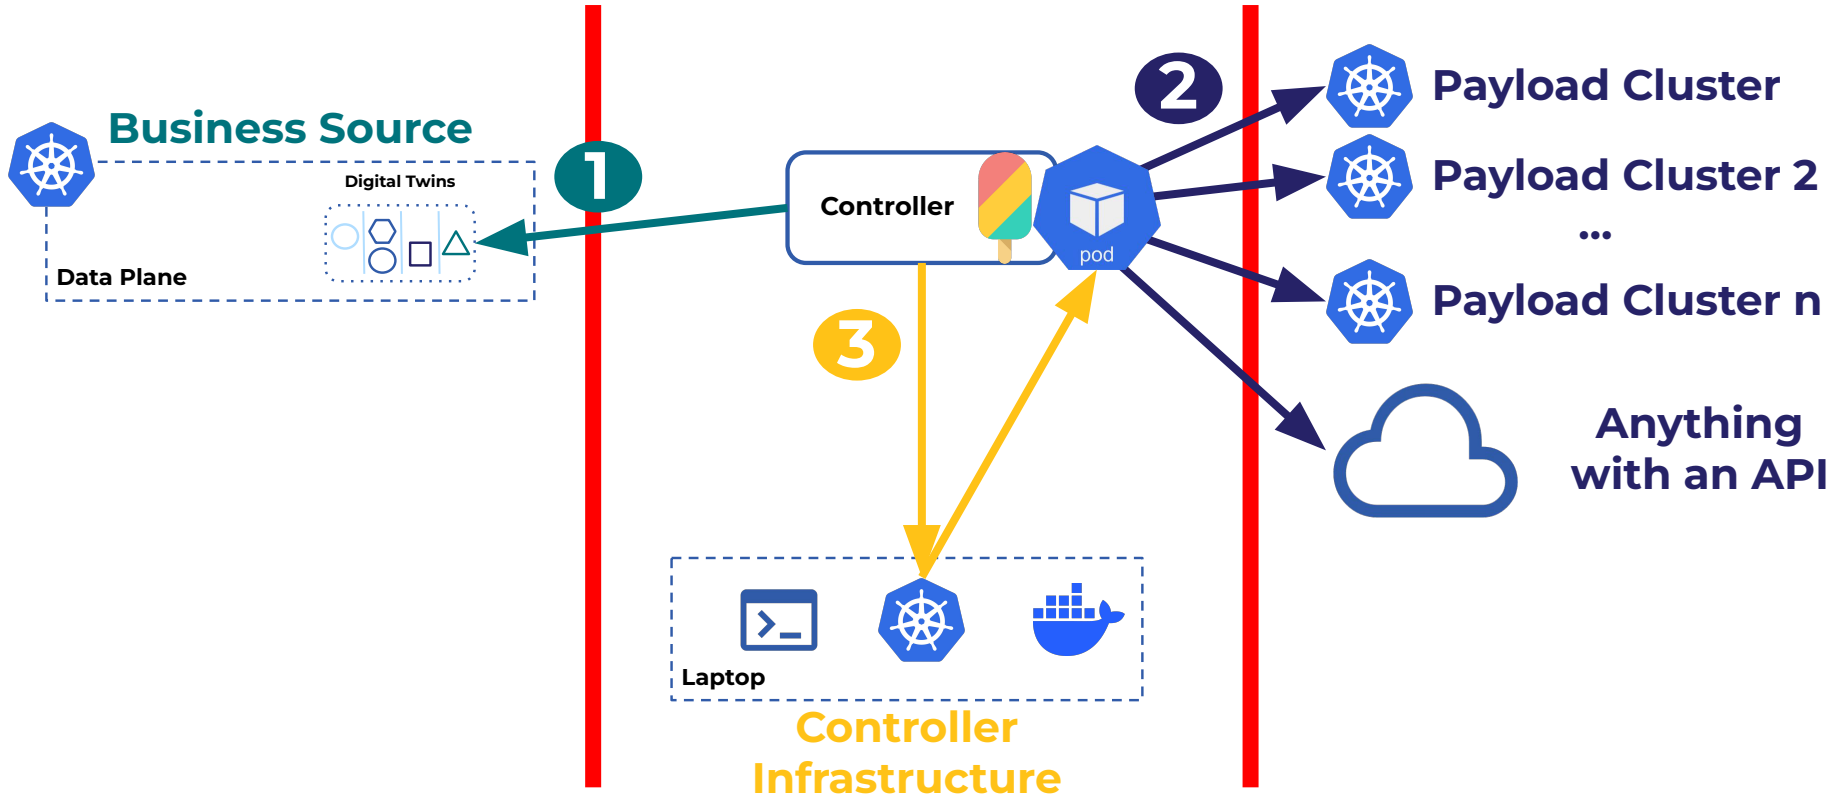 Business Source
Digital Twins
Data Plane
1
Controller
pod
2
Payload Cluster
Payload Cluster 2
...
Payload Cluster n
Anything
with an API
3
Laptop
Controller
Infrastructure